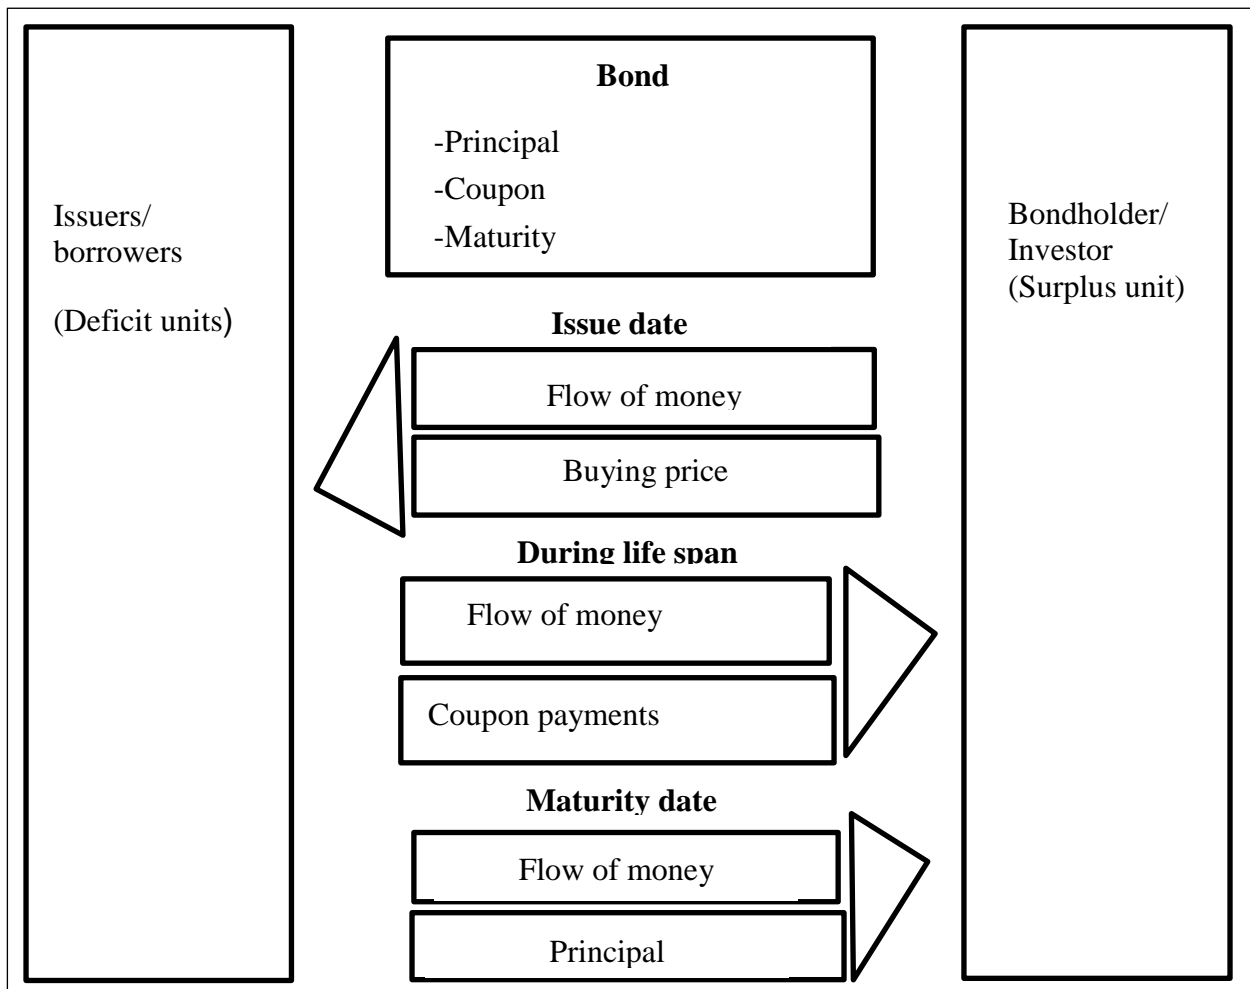 Issuers/
borrowers
(Deficit units)
Bond
-Principal
-Coupon
-Maturity
Issue date
Flow of money
Buying price
During life span
Flow of money
Coupon payments
Maturity date
Flow of money
Principal
Bondholder/
Investor
(Surplus unit)